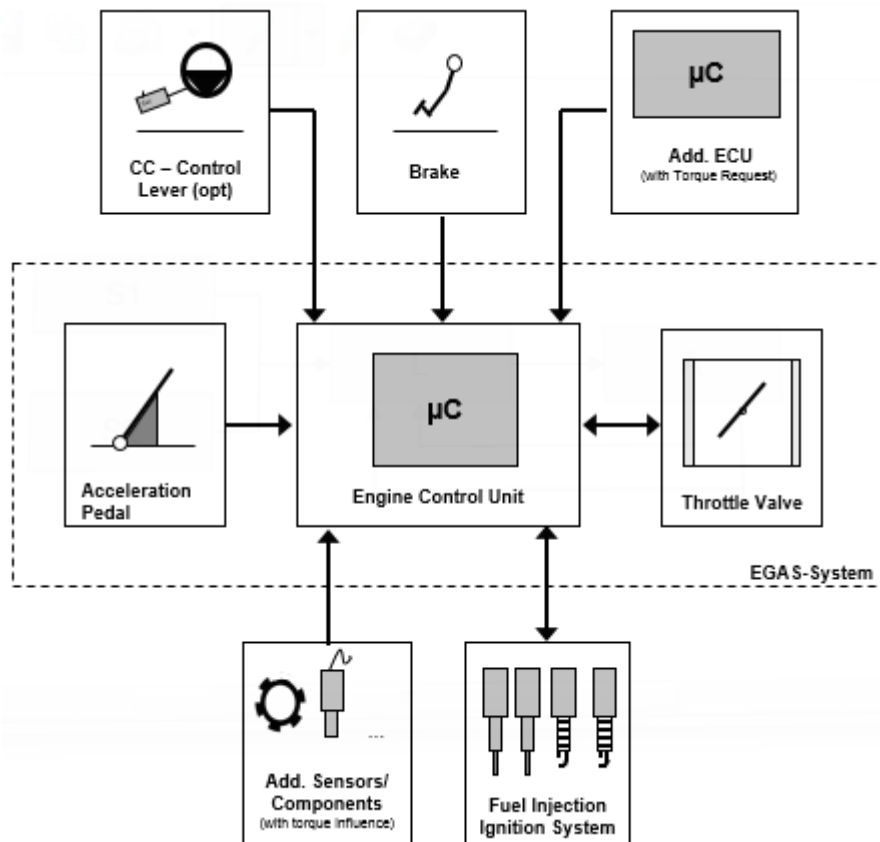 CC – Control
Lever (opt)
Brake
µC
Add. ECU
(with Torque Request)
S1
Acceleration
Pedal
µC
Engine Control Unit
Throttle Valve
EGAS-System
Add. Sensors/
Components
(with torque Influence)
...
Fuel Injection
Ignition System